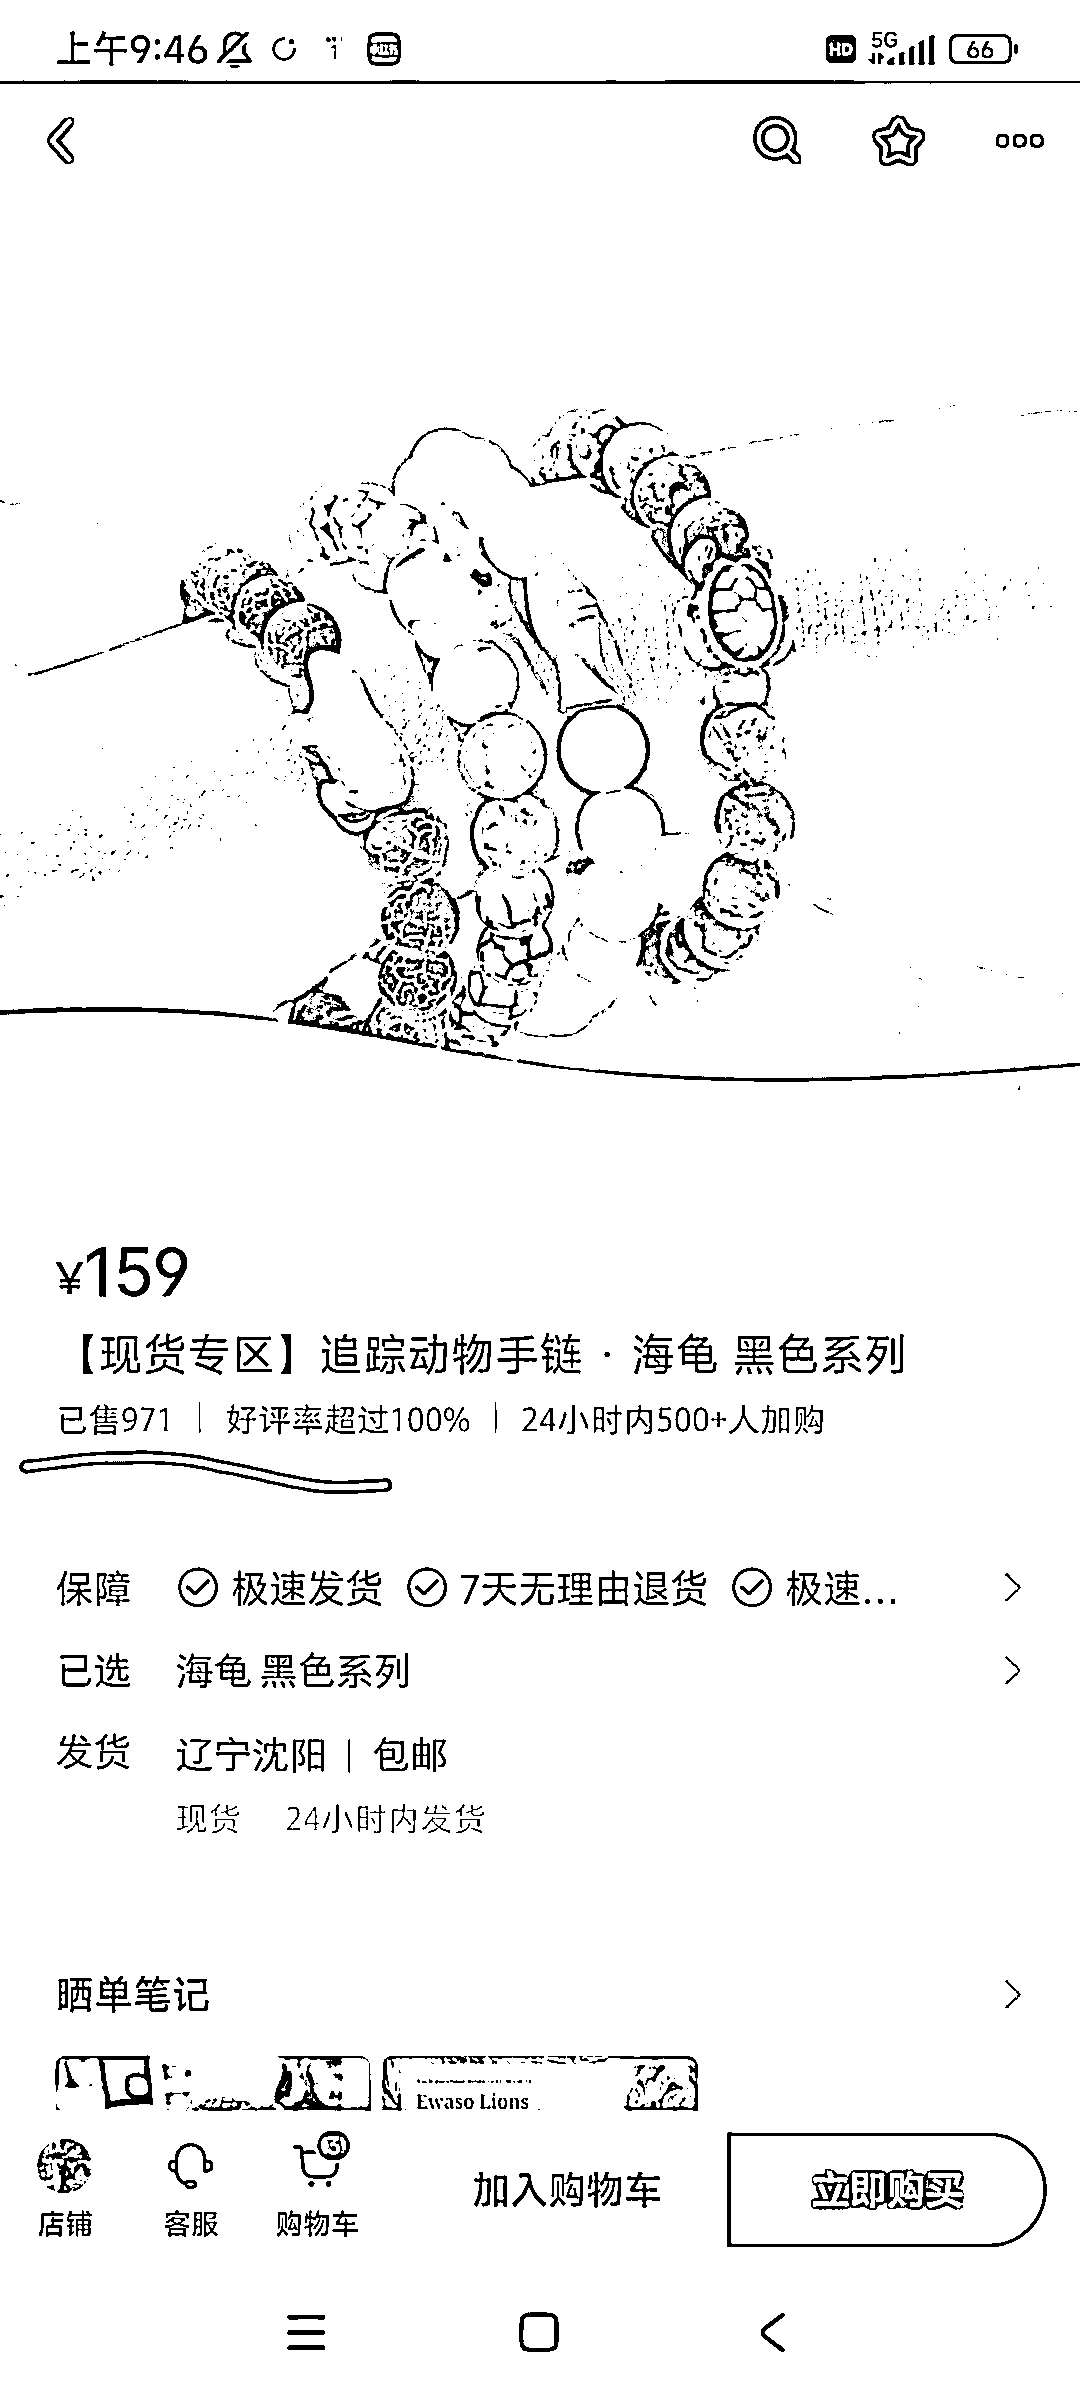 上午9:46
HD 5G 66
¥159
【现货专区】追踪动物手链 · 海龟 黑色系列
已售971 | 好评率超过100% | 24小时内500+人加购
保障 极速发货 7天无理由退货 极速...
已选 海龟 黑色系列
发货 辽宁沈阳 | 包邮
现货 24小时内发货
晒单笔记
Ewaso Lions
店铺 客服 购物车 加入购物车 立即购买